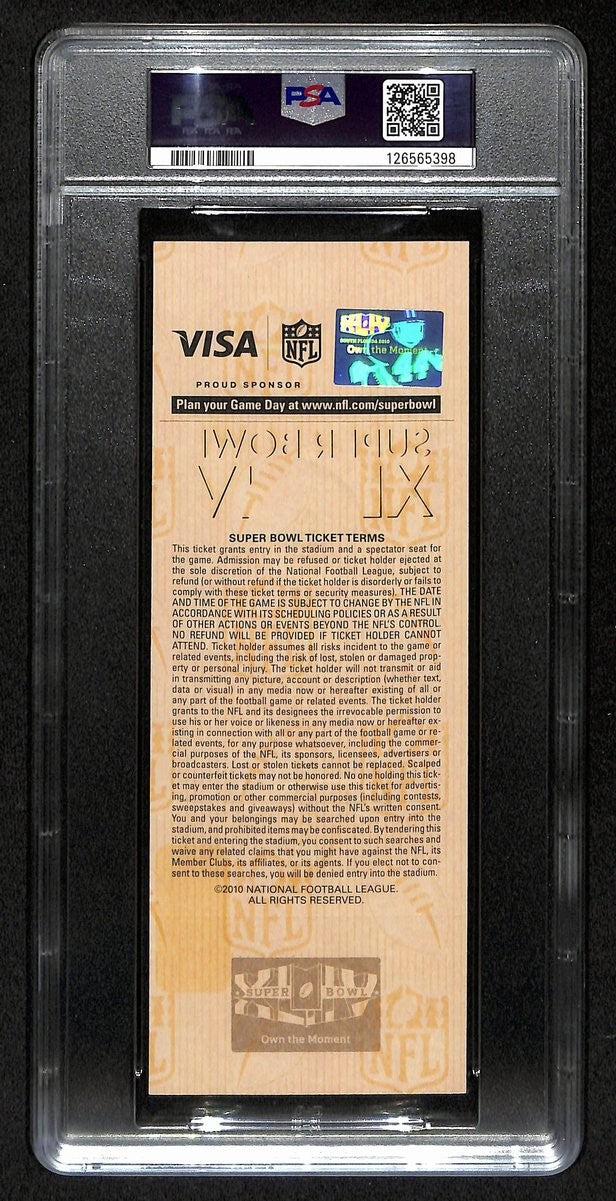 PSA
126565398
XLIV
SOUTH FLORIDA 2010
Own the Moment
VISA
NFL
PROUD SPONSOR
Plan your Game Day at www.nfl.com/superbowl
SUPER BOWL
XLIV
SUPER BOWL TICKET TERMS
This ticket grants entry in the stadium and a spectator seat for
the game. Admission may be refused or ticket holder ejected at
the sole discretion of the National Football League, subject to
refund (or without refund if the ticket holder is disorderly or fails to
comply with these ticket terms or security measures). THE DATE
AND TIME OF THE GAME IS SUBJECT TO CHANGE BY THE NFL IN
ACCORDANCE WITH ITS SCHEDULING POLICIES OR AS A RESULT
OF OTHER ACTIONS OR EVENTS BEYOND THE NFL'S CONTROL.
NO REFUND WILL BE PROVIDED IF TICKET HOLDER CANNOT
ATTEND. Ticket holder assumes all risks incident to the game or
related events, including the risk of lost, stolen or damaged prop-
erty or personal injury. The ticket holder will not transmit or aid
in transmitting any picture, account or description (whether text,
data or visual) in any media now or hereafter existing of all or
any part of the football game or related events. The ticket holder
grants to the NFL and its designees the irrevocable permission to
use his or her voice or likeness in any media now or hereafter ex-
isting in connection with all or any part of the football game or re-
lated events, for any purpose whatsoever, including the commer-
cial purposes of the NFL, its sponsors, licensees, advertisers or
broadcasters. Lost or stolen tickets cannot be replaced. Scalped
or counterfeit tickets may not be honored. No one holding this tick-
et may enter the stadium or otherwise use this ticket for advertis-
ing, promotion or other commercial purposes (including contests,
sweepstakes and giveaways) without the NFL's written consent.
You and your belongings may be searched upon entry into the
stadium, and prohibited items may be confiscated. By tendering this
ticket and entering the stadium, you consent to such searches and
waive any related claims that you might have against the NFL, its
Member Clubs, its affiliates, or its agents. If you elect not to con-
sent to these searches, you will be denied entry into the stadium.
©2010 NATIONAL FOOTBALL LEAGUE.
ALL RIGHTS RESERVED.
NFL
XLIV
SUPER BOWL
Own the Moment
NFL